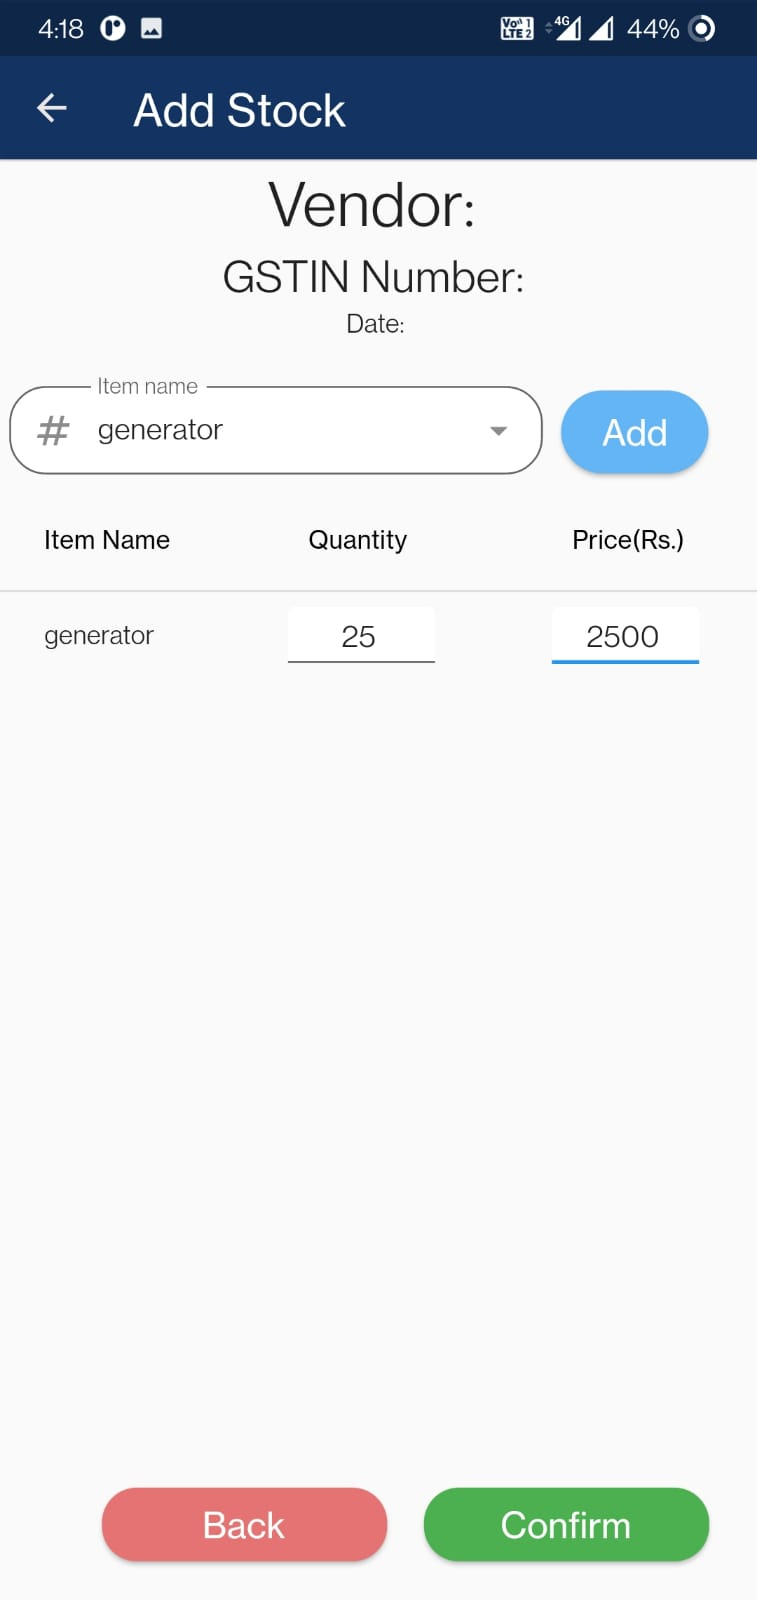 4:18 Vo 1 LTE 2 4G 44%
Add Stock
Vendor:
GSTIN Number:
Date:
Item name
# generator
Add
Item Name Quantity Price(Rs.)
generator 25 2500
Back Confirm